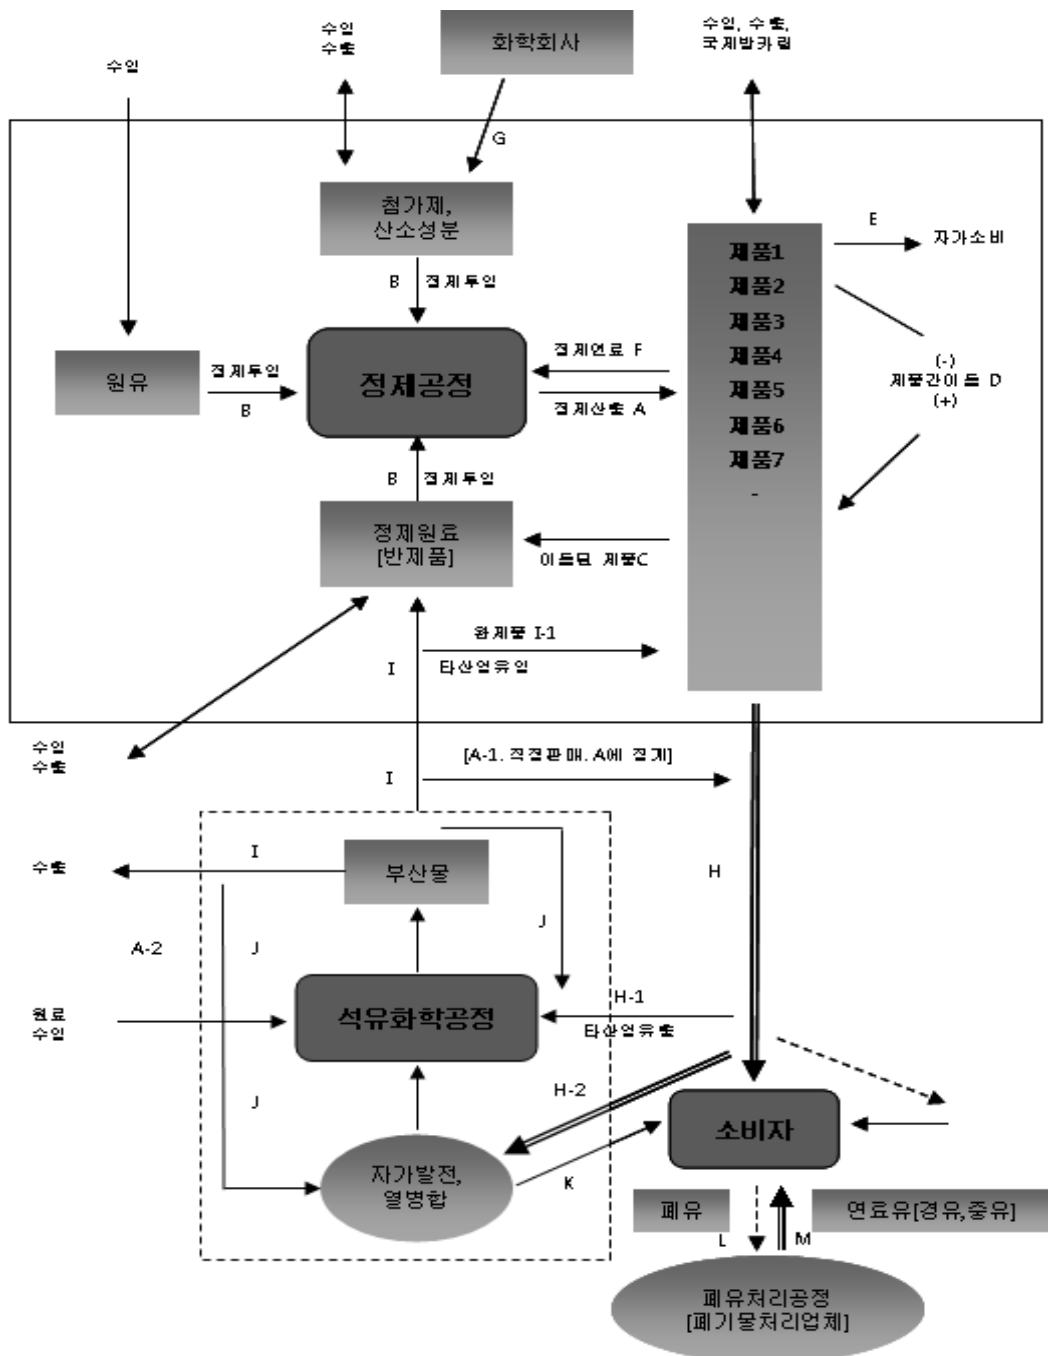 수입
수출
화학회사
수입, 수출,
국제방카링
수입
G
첨가제,
산소성분
E
자가소비
제품1
제품2
제품3
제품4
제품5
제품6
제품7
-
B 정제투입
정제연료 F
원유
정제투입
B
정제공정
정제산출 A
(-)
제품간이동 D
(+)
B 정제투입
정제원료
[반제품]
이동된 제품C
완제품 I-1
I
타산업유입
수입
수출
I
[A-1. 직접판매. A에 집계]
수출
I
부산물
H
A-2
J
J
원료
수입
석유화학공정
H-1
타산업유출
J
H-2
소비자
자가발전,
열병합
K
폐유
연료유[경유,중유]
L
M
폐유처리공정
[폐기물처리업체]